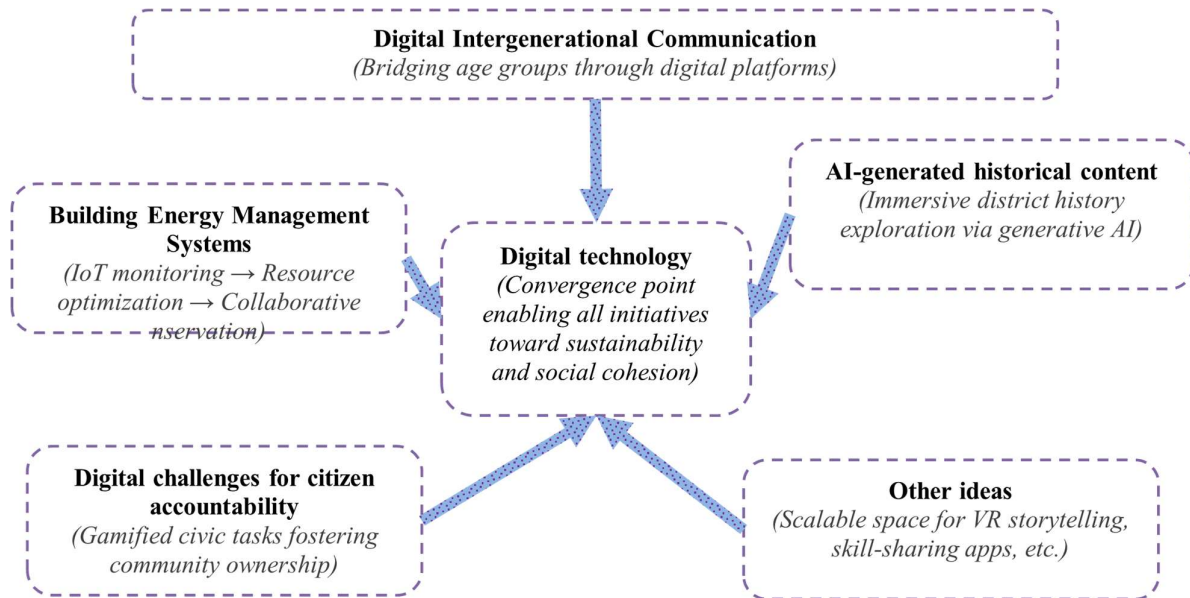 Digital Intergenerational Communication
(Bridging age groups through digital platforms)
AI-generated historical content
(Immersive district history
exploration via generative AI)
Building Energy Management
Systems
(IoT monitoring → Resource
optimization → Collaborative
nservation)
Digital technology
(Convergence point
enabling all initiatives
toward sustainability
and social cohesion)
Digital challenges for citizen
accountability
(Gamified civic tasks fostering
community ownership)
Other ideas
(Scalable space for VR storytelling,
skill-sharing apps, etc.)